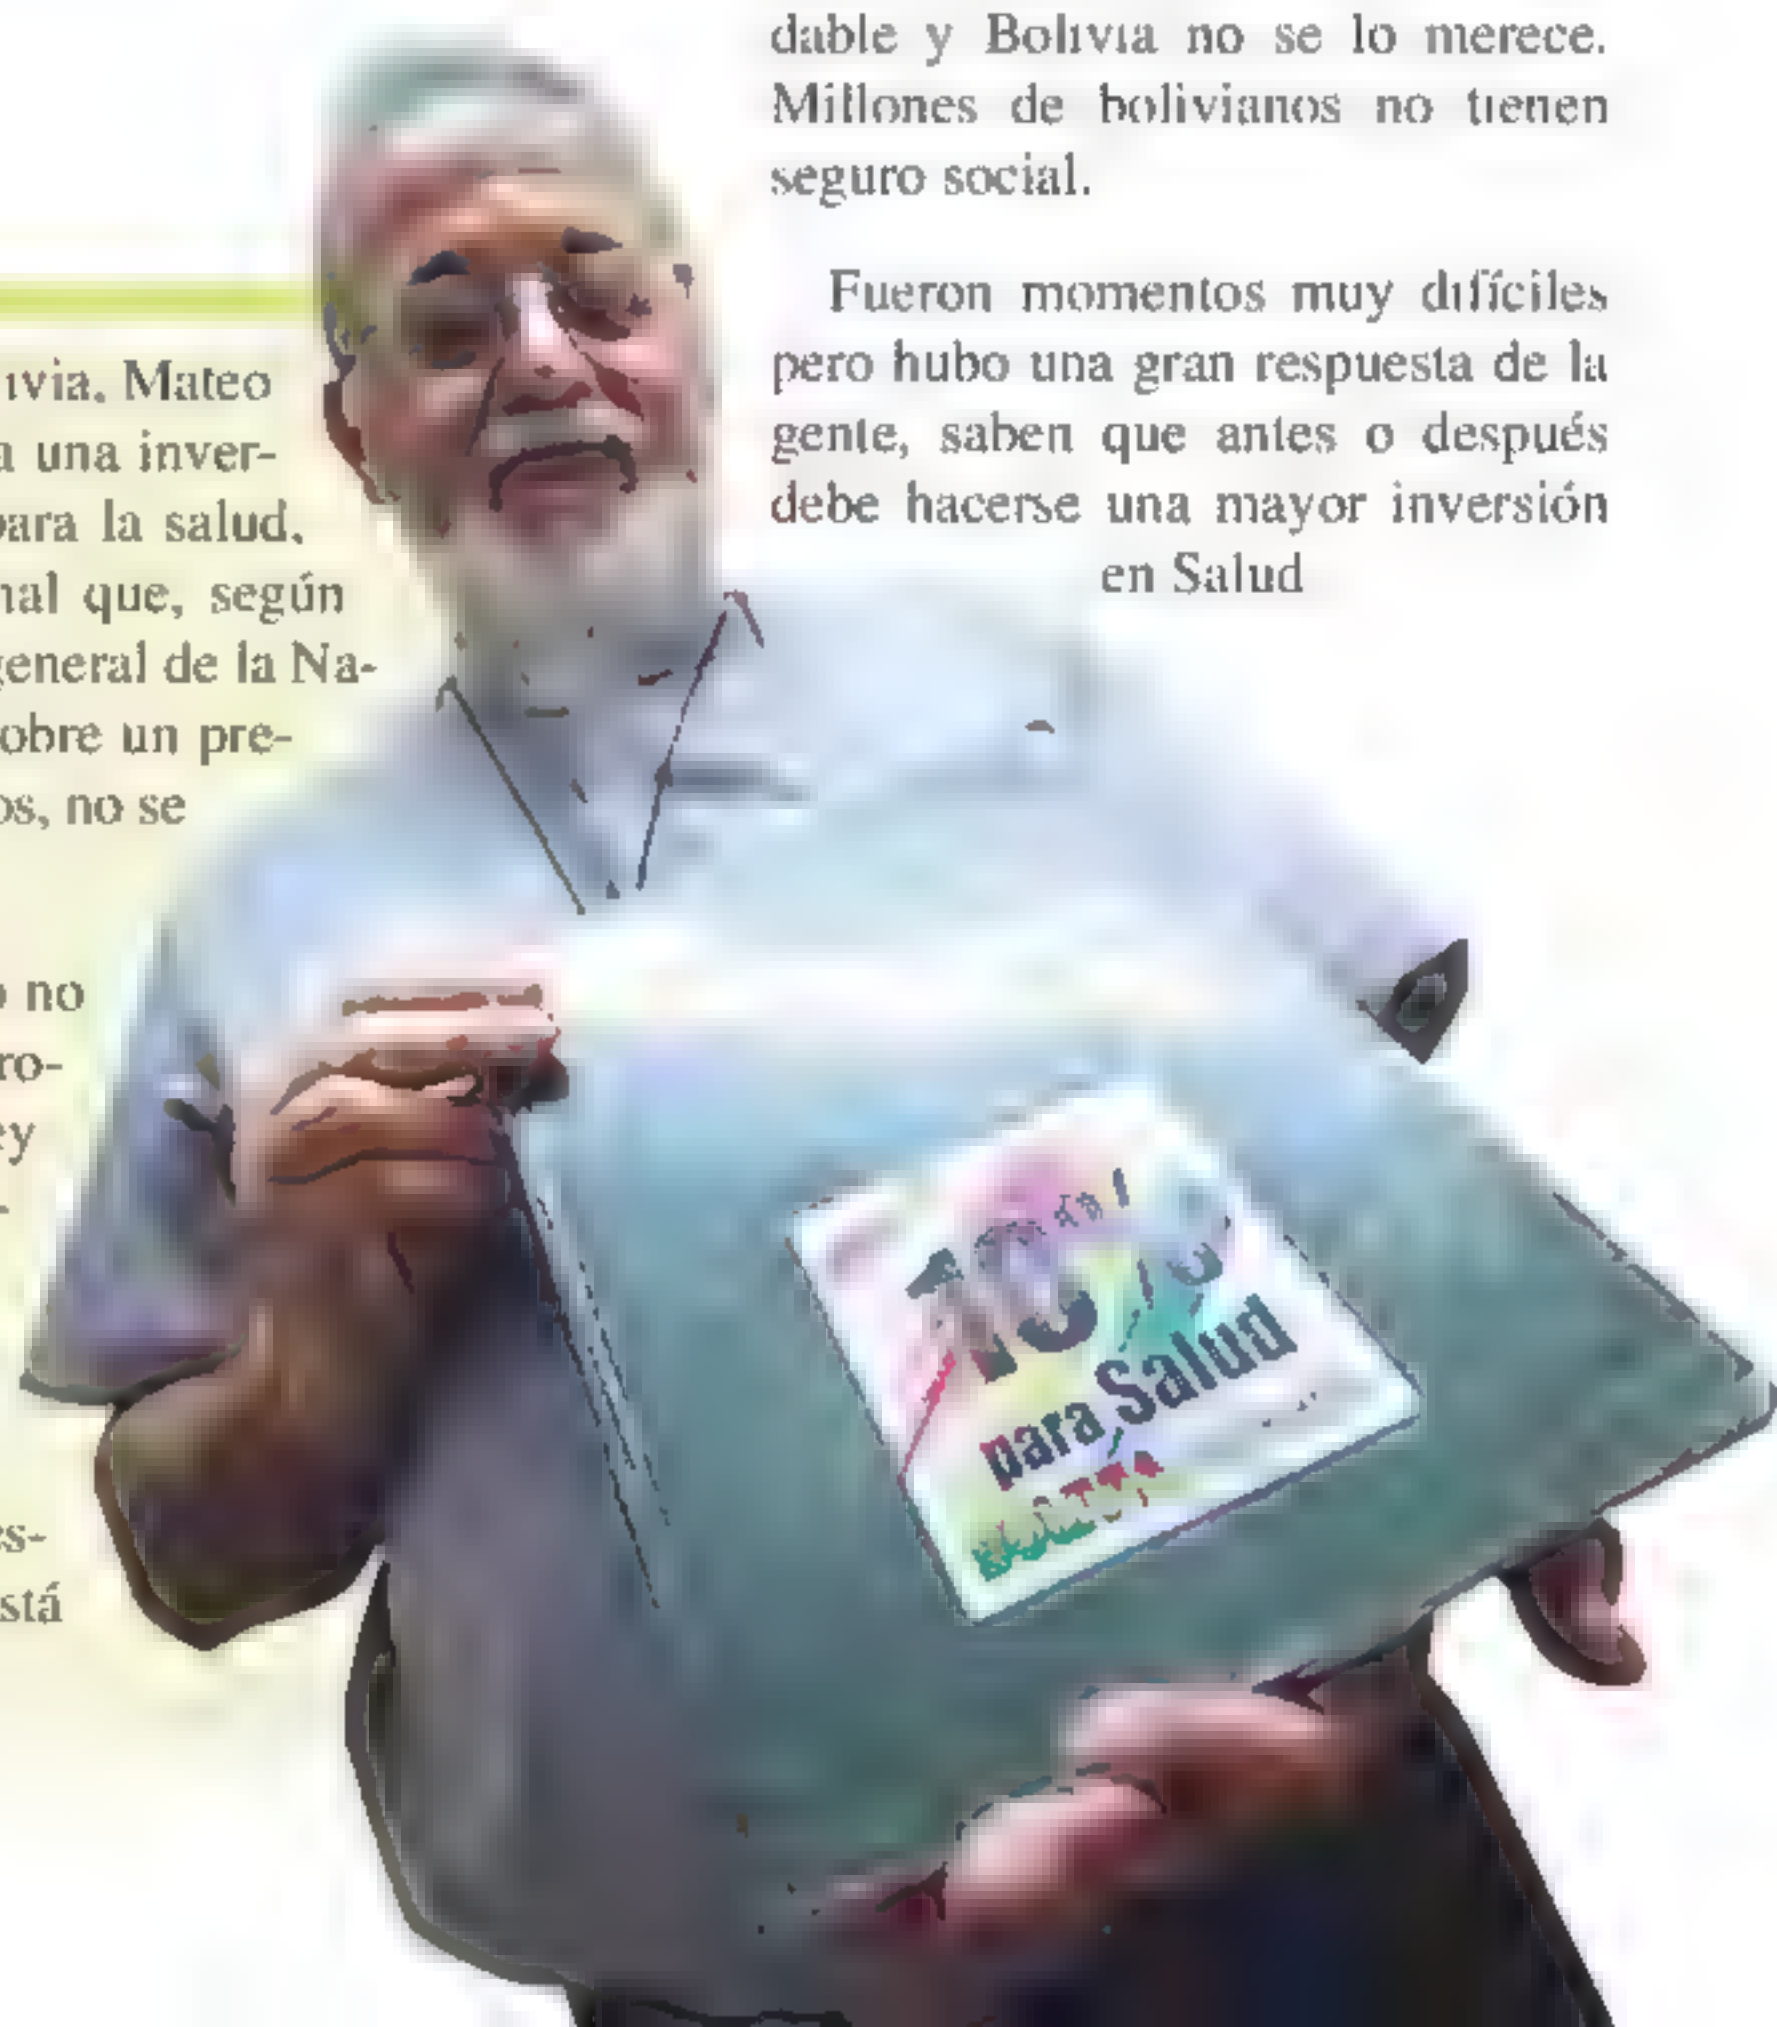 ivia. Mateo
a una inver-
para la salud,
nal que, según
general de la Na-
obre un pre-
os, no se
o no
ro-
ey
-
es-
stá
dable y Bolivia no se lo merece.
Millones de bolivianos no tienen
seguro social.
Fueron momentos muy difíciles
pero hubo una gran respuesta de la
gente, saben que antes o después
debe hacerse una mayor inversión
en Salud
para Salud